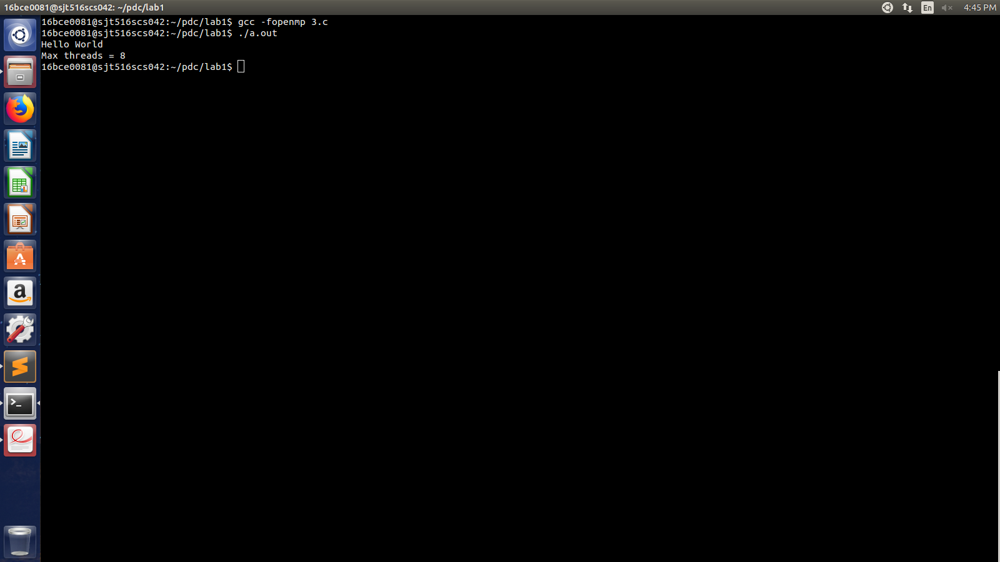 16bce0081@sjt516scs042: ~/pdc/lab1
En
4:45 PM
16bce0081@sjt516scs042:~/pdc/lab1$ gcc -fopenmp 3.c
16bce0081@sjt516scs042:~/pdc/lab1$ ./a.out
Hello World
Max threads = 8
16bce0081@sjt516scs042:~/pdc/lab1$